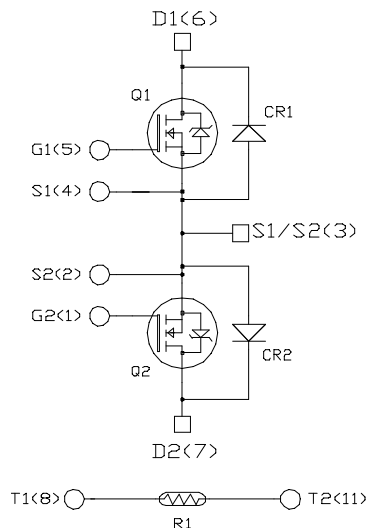 D1(6)
Q1
CR1
G1(5)
S1(4)
S1/S2(3)
S2(2)
G2(1)
CR2
Q2
D2(7)
T1(8)
T2(11)
R1